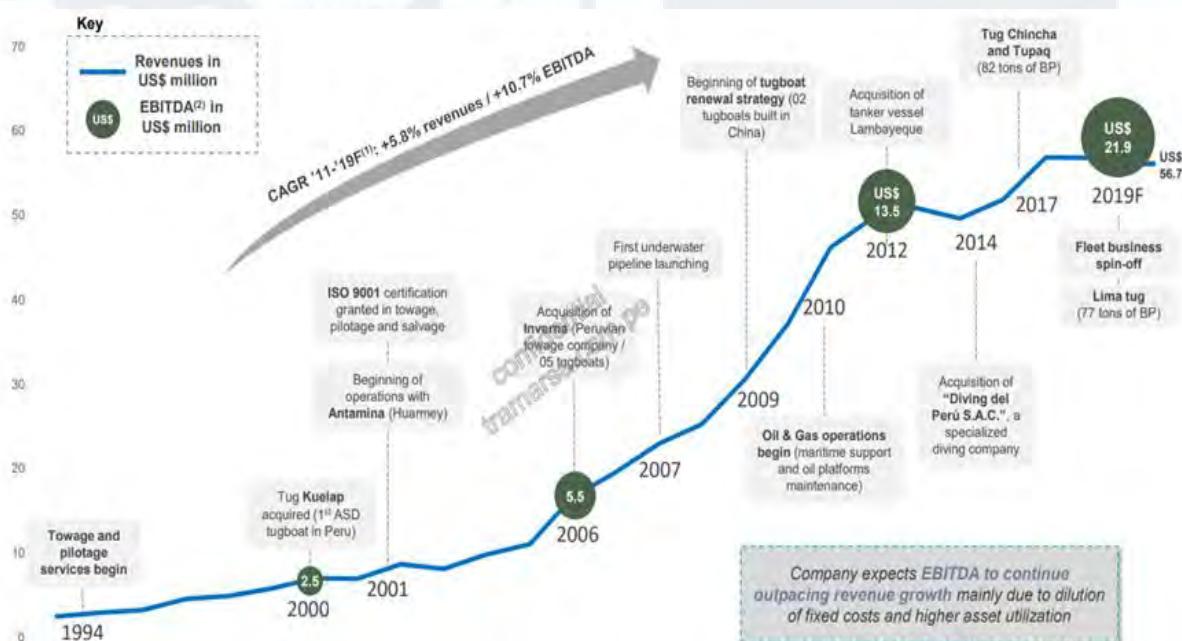 Key
Revenues in
US$ million
US$
EBITDA(2) in
US$ million
70
60
50
40
30
20
10
0
CAGR '11-'19F(1): +5.8% revenues / +10.7% EBITDA
Towage and
pilotage
services begin
1994
Tug Kuelap
acquired (1st ASD
tugboat in Peru)
2.5
2000
ISO 9001 certification
granted in towage,
pilotage and salvage
Beginning of
operations with
Antamina (Huarmey)
2001
Acquisition of
Inversa (Peruvian
towage company /
05 tugboats)
5.5
2006
confidential
First underwater
pipeline launching
2007
Beginning of tugboat
renewal strategy (02
tugboats built in
China)
2009
2010
Oil & Gas operations
begin (maritime support
and oil platforms
maintenance)
Acquisition of
tanker vessel
Lambayeque
US$
13.5
2012
2014
Acquisition of
"Diving del
Perú S.A.C.", a
specialized
diving company
Tug Chincha
and Tupaq
(82 tons of BP)
2017
US$
21.9
US$
56.7
2019F
Fleet business
spin-off
Lima tug
(77 tons of BP)
Company expects EBITDA to continue
outpacing revenue growth mainly due to dilution
of fixed costs and higher asset utilization